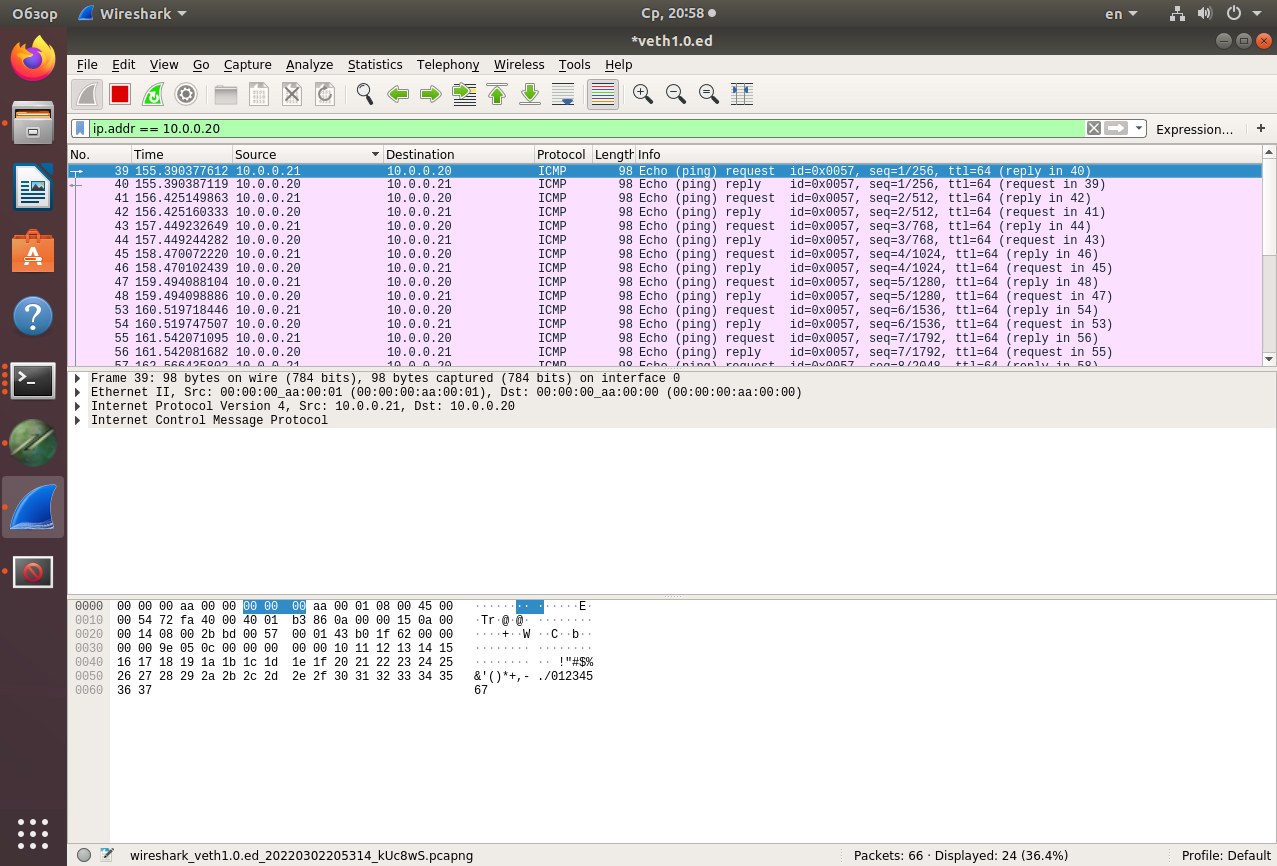 Обзор Wireshark Ср, 20:58 en
*veth1.0.ed
File Edit View Go Capture Analyze Statistics Telephony Wireless Tools Help
ip.addr == 10.0.0.20 Expression... +
No. Time Source Destination Protocol Length Info
39 155.390377612 10.0.0.21 10.0.0.20 ICMP 98 Echo (ping) request id=0x0057, seq=1/256, ttl=64 (reply in 40)
40 155.390387119 10.0.0.20 10.0.0.21 ICMP 98 Echo (ping) reply id=0x0057, seq=1/256, ttl=64 (request in 39)
41 156.425149863 10.0.0.21 10.0.0.20 ICMP 98 Echo (ping) request id=0x0057, seq=2/512, ttl=64 (reply in 42)
42 156.425160333 10.0.0.20 10.0.0.21 ICMP 98 Echo (ping) reply id=0x0057, seq=2/512, ttl=64 (request in 41)
43 157.449232649 10.0.0.21 10.0.0.20 ICMP 98 Echo (ping) request id=0x0057, seq=3/768, ttl=64 (reply in 44)
44 157.449244282 10.0.0.20 10.0.0.21 ICMP 98 Echo (ping) reply id=0x0057, seq=3/768, ttl=64 (request in 43)
45 158.470072220 10.0.0.21 10.0.0.20 ICMP 98 Echo (ping) request id=0x0057, seq=4/1024, ttl=64 (reply in 46)
46 158.470102439 10.0.0.20 10.0.0.21 ICMP 98 Echo (ping) reply id=0x0057, seq=4/1024, ttl=64 (request in 45)
47 159.494088104 10.0.0.21 10.0.0.20 ICMP 98 Echo (ping) request id=0x0057, seq=5/1280, ttl=64 (reply in 48)
48 159.494098886 10.0.0.20 10.0.0.21 ICMP 98 Echo (ping) reply id=0x0057, seq=5/1280, ttl=64 (request in 47)
53 160.519718446 10.0.0.21 10.0.0.20 ICMP 98 Echo (ping) request id=0x0057, seq=6/1536, ttl=64 (reply in 54)
54 160.519747507 10.0.0.20 10.0.0.21 ICMP 98 Echo (ping) reply id=0x0057, seq=6/1536, ttl=64 (request in 53)
55 161.542071095 10.0.0.21 10.0.0.20 ICMP 98 Echo (ping) request id=0x0057, seq=7/1792, ttl=64 (reply in 56)
56 161.542081682 10.0.0.20 10.0.0.21 ICMP 98 Echo (ping) reply id=0x0057, seq=7/1792, ttl=64 (request in 55)
57 162.566435802 10.0.0.21 10.0.0.20 ICMP 98 Echo (ping) request id=0x0057, seq=8/2048, ttl=64 (reply in 58)
Frame 39: 98 bytes on wire (784 bits), 98 bytes captured (784 bits) on interface 0
Ethernet II, Src: 00:00:00_aa:00:01 (00:00:00:aa:00:01), Dst: 00:00:00_aa:00:00 (00:00:00:aa:00:00)
Internet Protocol Version 4, Src: 10.0.0.21, Dst: 10.0.0.20
Internet Control Message Protocol
0000 00 00 00 aa 00 00 00 00 00 aa 00 01 08 00 45 00 ········ ······E·
0010 00 54 72 fa 40 00 40 01 b3 86 0a 00 00 15 0a 00 ·Tr·@·@· ········
0020 00 14 08 00 2b bd 00 57 00 01 43 b0 1f 62 00 00 ····+··W ··C··b··
0030 00 00 9e 05 0c 00 00 00 00 00 10 11 12 13 14 15 ········ ········
0040 16 17 18 19 1a 1b 1c 1d 1e 1f 20 21 22 23 24 25 ········ ·· !"#$%
0050 26 27 28 29 2a 2b 2c 2d 2e 2f 30 31 32 33 34 35 &'()*+,- ./012345
0060 36 37 67
wireshark_veth1.0.ed_20220302205314_kUc8wS.pcapng Packets: 66 · Displayed: 24 (36.4%) Profile: Default